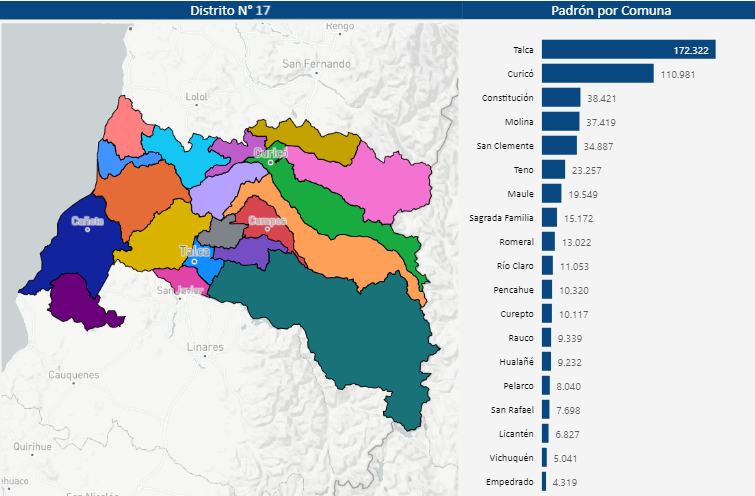 Distrito N° 17
Padrón por Comuna
Rengo
San Fernando
Lolol
Curicó
Cañete
Cumpeo
Talca
San Javier
Linares
Cauquenes
Quirihue
San Nicolás
Talca 172.322
Curicó 110.981
Constitución 38.421
Molina 37.419
San Clemente 34.887
Teno 23.257
Maule 19.549
Sagrada Familia 15.172
Romeral 13.022
Río Claro 11.053
Pencahue 10.320
Curepto 10.117
Rauco 9.339
Hualañé 9.232
Pelarco 8.040
San Rafael 7.698
Licantén 6.827
Vichuquén 5.041
Empedrado 4.319